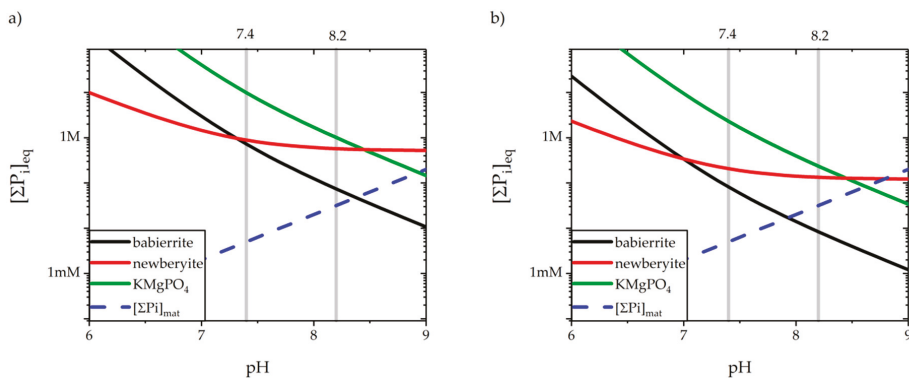 a)
7.4 8.2
[ΣPᵢ]ₑq
1M
1mM
babierrite
newberyite
KMgPO₄
[ΣPi]mat
6 7 8 9
pH
b)
7.4 8.2
[ΣPᵢ]ₑq
1M
1mM
babierrite
newberyite
KMgPO₄
[ΣPi]mat
6 7 8 9
pH